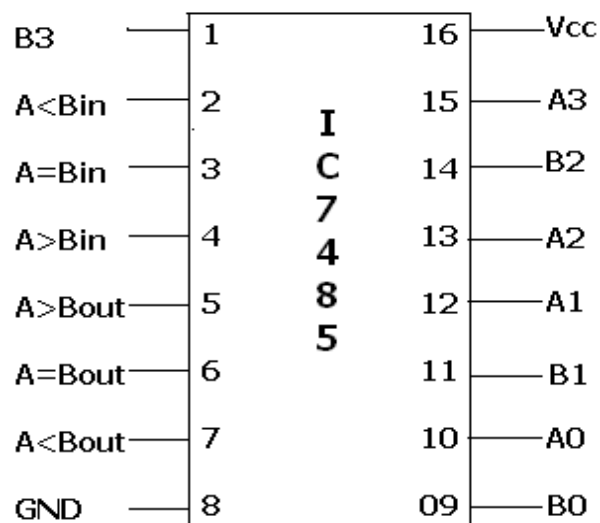 B3 1 16 Vcc
A<Bin 2 15 A3
A=Bin 3 14 B2
A>Bin 4 13 A2
A>Bout 5 12 A1
A=Bout 6 11 B1
A<Bout 7 10 A0
GND 8 09 B0
I
C
7
4
8
5